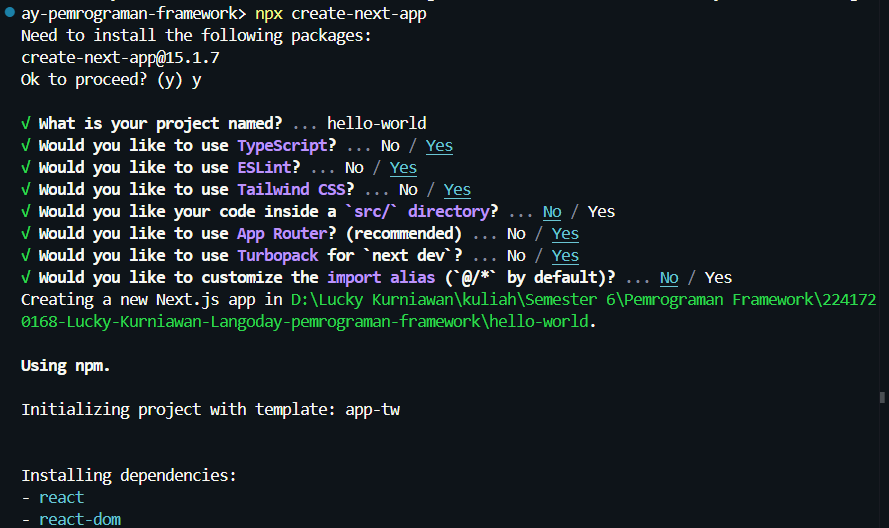 ay-pemrograman-framework> npx create-next-app
Need to install the following packages:
create-next-app@15.1.7
Ok to proceed? (y) y
√ What is your project named? ... hello-world
√ Would you like to use TypeScript? ... No / Yes
√ Would you like to use ESLint? ... No / Yes
√ Would you like to use Tailwind CSS? ... No / Yes
√ Would you like your code inside a `src/` directory? ... No / Yes
√ Would you like to use App Router? (recommended) ... No / Yes
√ Would you like to use Turbopack for `next dev`? ... No / Yes
√ Would you like to customize the import alias (`@/*` by default)? ... No / Yes
Creating a new Next.js app in D:\Lucky Kurniawan\kuliah\Semester 6\Pemrograman Framework\224172
0168-Lucky-Kurniawan-Langoday-pemrograman-framework\hello-world.
Using npm.
Initializing project with template: app-tw
Installing dependencies:
- react
- react-dom